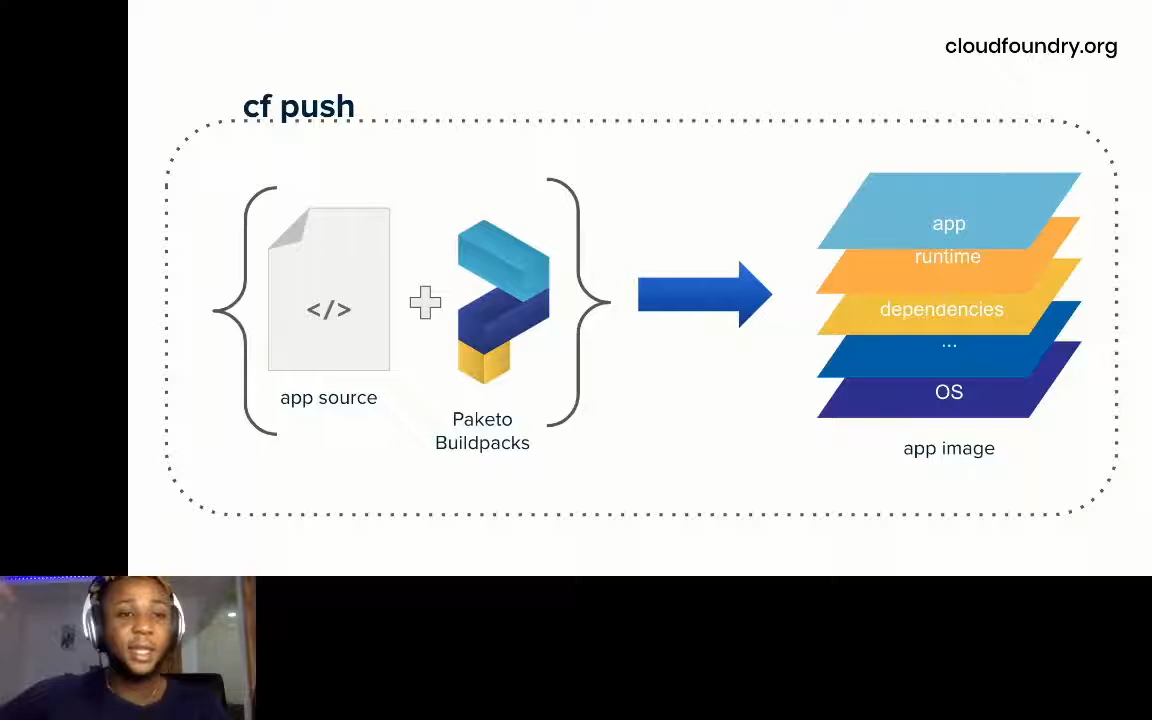 cloudfoundry.org
cf push
</>
app source
Paketo
Buildpacks
app
runtime
dependencies
...
OS
app image